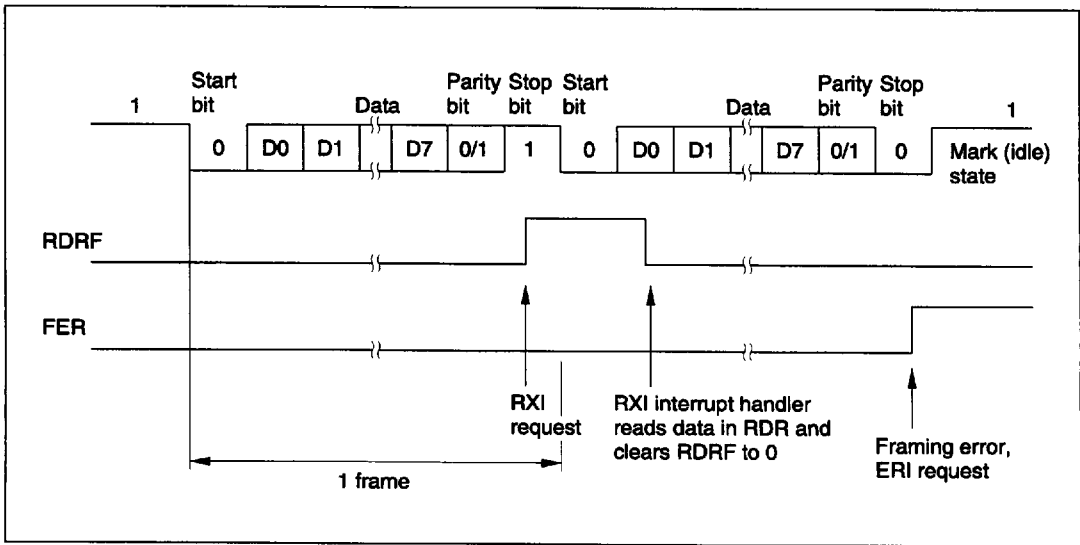 Start Parity Stop Start Parity Stop
1 bit Data bit bit bit Data bit bit 1
0 D0 D1 D7 0/1 1 0 D0 D1 D7 0/1 0 Mark (idle)
state
RDRF
FER
RXI
request
RXI interrupt handler
reads data in RDR and
clears RDRF to 0
Framing error,
ERI request
1 frame